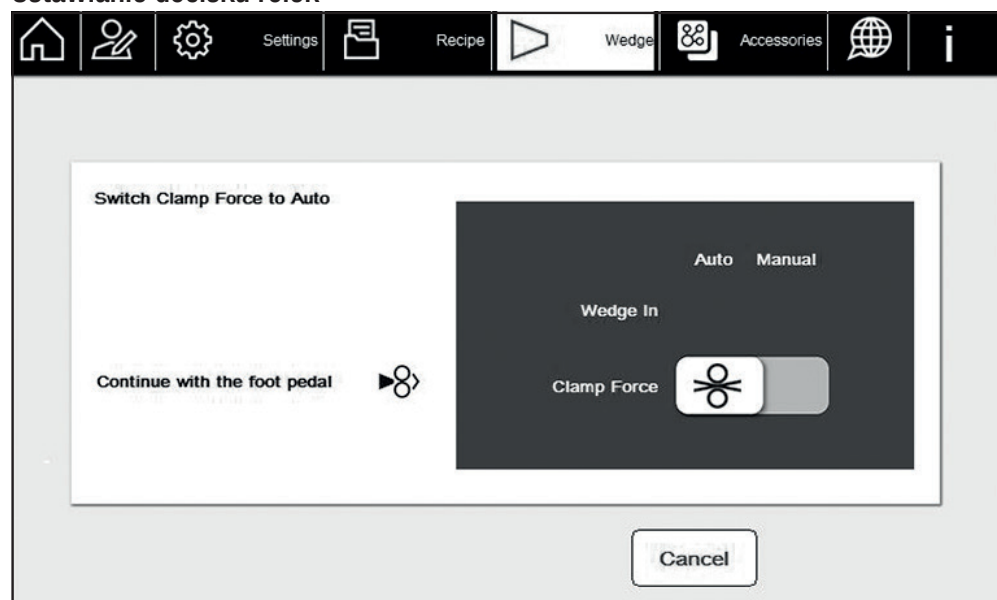 Ustawianie docisku rolek
Settings Recipe Wedge Accessories i
Switch Clamp Force to Auto
Auto Manual
Wedge In
Continue with the foot pedal
Clamp Force
Cancel